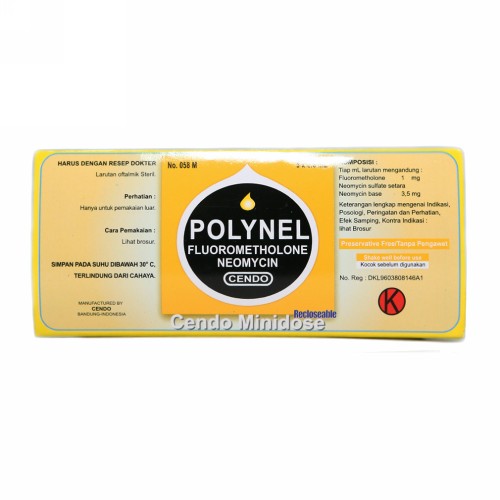 HARUS DENGAN RESEP DOKTER
Larutan oftalmik Steril.
Perhatian :
Hanya untuk pemakaian luar.
Cara Pemakaian :
Lihat brosur.
SIMPAN PADA SUHU DIBAWAH 30° C,
TERLINDUNG DARI CAHAYA.
MANUFACTURED BY
CENDO
BANDUNG-INDONESIA
No. 058 M
POLYNEL
FLUOROMETHOLONE
NEOMYCIN
CENDO
Cendo Minidose
Recloseable
KOMPOSISI :
Tiap mL larutan mengandung :
Fluorometholone 1 mg
Neomycin sulfate setara
Neomycin base 3,5 mg
Keterangan lengkap mengenai Indikasi,
Posologi, Peringatan dan Perhatian,
Efek Samping, Kontra Indikasi :
lihat Brosur
Preservative Free/Tanpa Pengawet
Shake well before use
Kocok sebelum digunakan
No. Reg : DKL9603808146A1
K